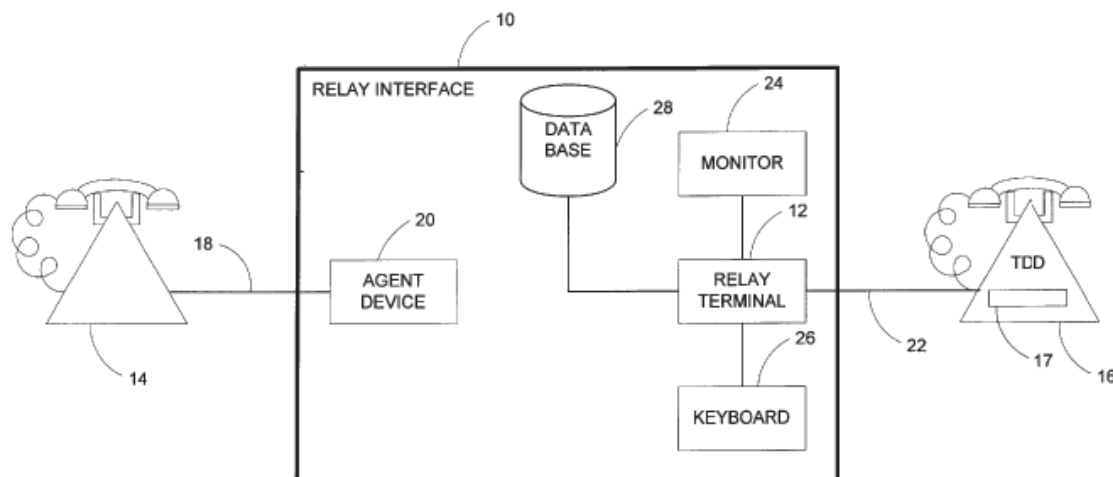 10
RELAY INTERFACE
DATA
BASE
28
24
MONITOR
12
RELAY
TERMINAL
20
AGENT
DEVICE
18
14
26
KEYBOARD
22
TDD
17
16